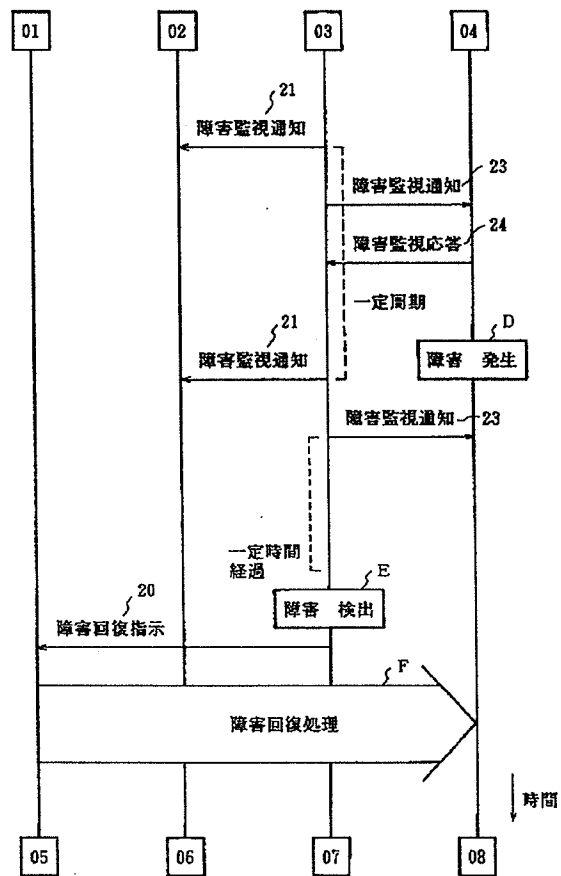 01 02 03 04
21
障害監視通知
23
障害監視通知
24
障害監視応答
一定周期
21
D
障害監視通知
障害 発生
障害監視通知 23
一定時間
経過
E
20
障害 検出
障害回復指示
F
障害回復処理
時間
05 06 07 08